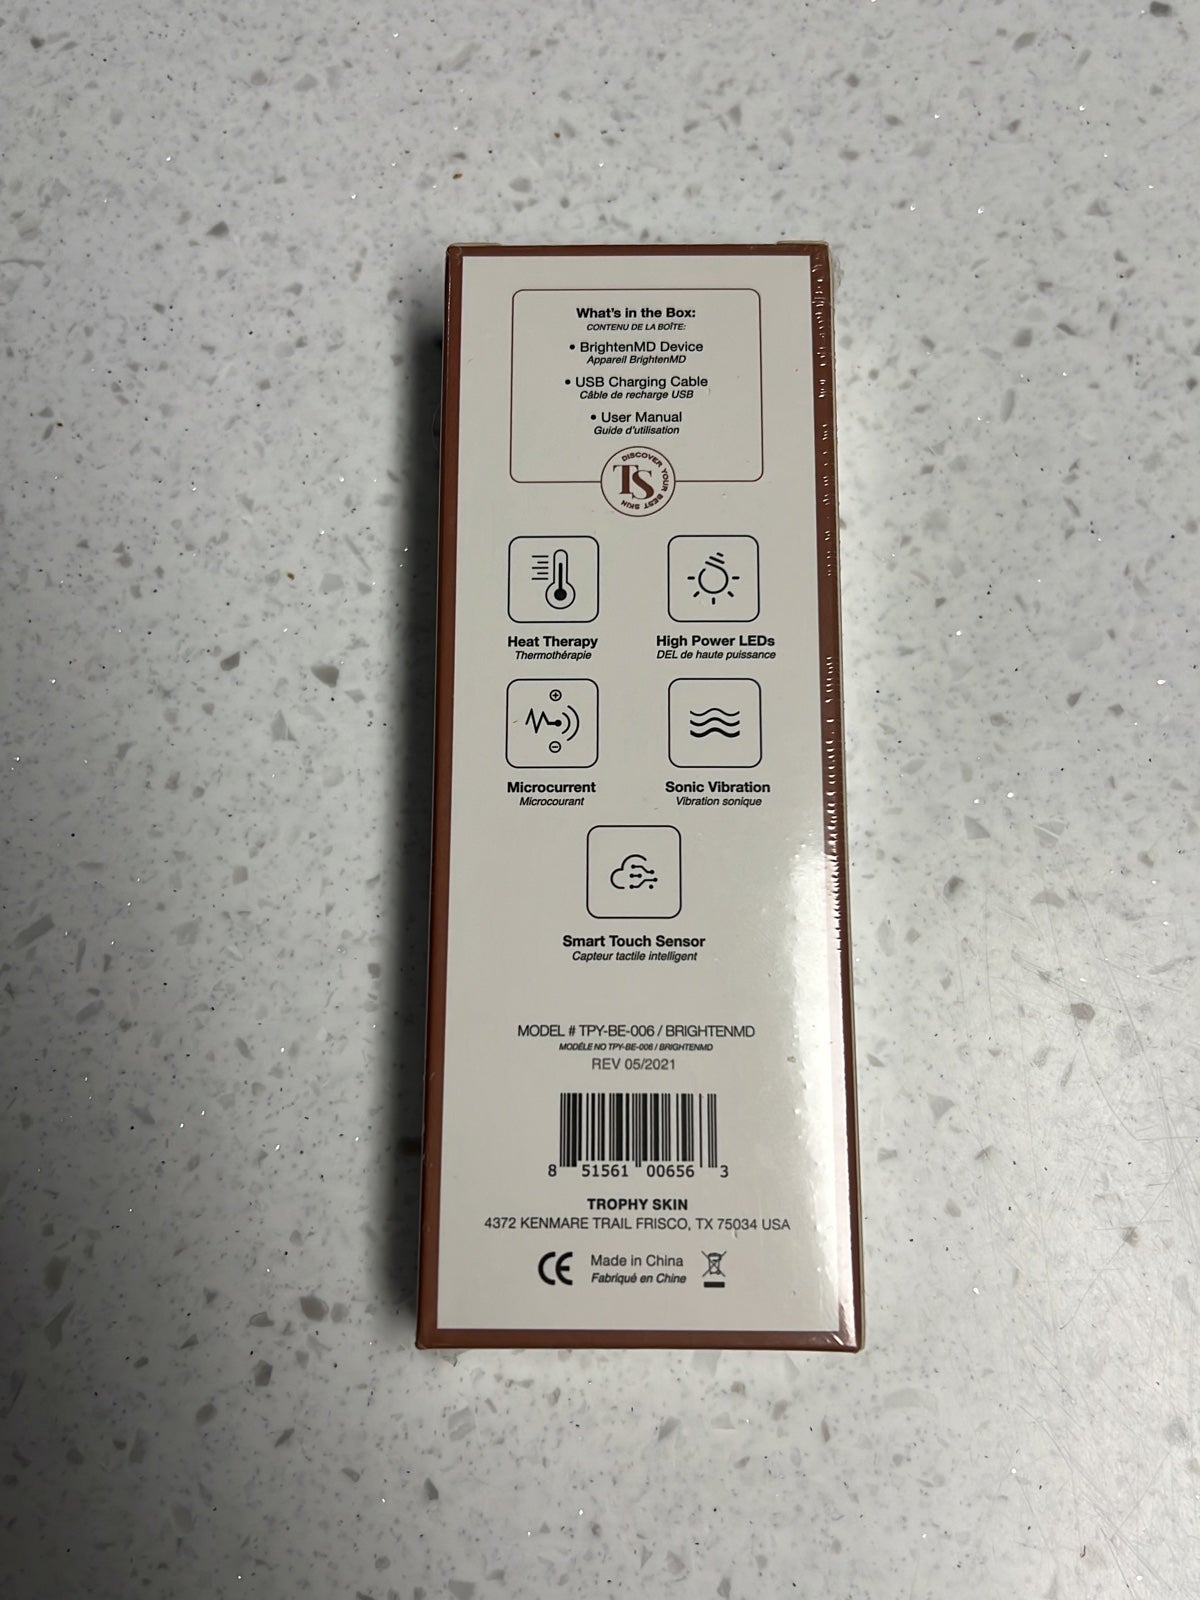 What's in the Box:
CONTENU DE LA BOÎTE:
• BrightenMD Device
Appareil BrightenMD
• USB Charging Cable
Câble de recharge USB
• User Manual
Guide d'utilisation
DISCOVER YOUR BEST SKIN
TS
Heat Therapy
Thermothérapie
High Power LEDs
DEL de haute puissance
Microcurrent
Microcourant
Sonic Vibration
Vibration sonique
Smart Touch Sensor
Capteur tactile intelligent
MODEL # TPY-BE-006 / BRIGHTENMD
MODÈLE NO TPY-BE-006 / BRIGHTENMD
REV 05/2021
8 51561 00656 3
TROPHY SKIN
4372 KENMARE TRAIL FRISCO, TX 75034 USA
CE
Made in China
Fabriqué en Chine